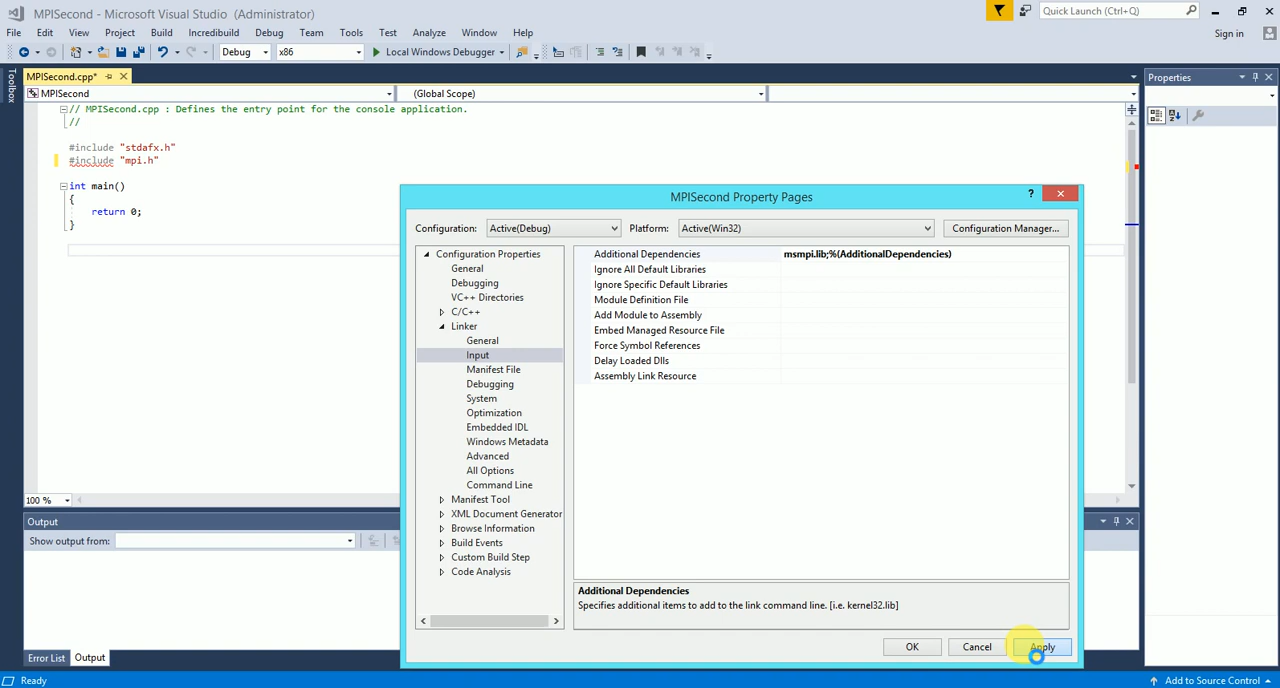 MPISecond - Microsoft Visual Studio (Administrator)
Quick Launch (Ctrl+Q)
File Edit View Project Build Incredibuild Debug Team Tools Test Analyze Window Help
Sign in
Debug x86 Local Windows Debugger
Toolbox
MPISecond.cpp*
Properties
MPISecond (Global Scope)
// MPISecond.cpp : Defines the entry point for the console application.
//
#include "stdafx.h"
#include "mpi.h"
int main()
{
return 0;
}
MPISecond Property Pages
?
Configuration: Active(Debug) Platform: Active(Win32) Configuration Manager...
Configuration Properties
General
Debugging
VC++ Directories
C/C++
Linker
General
Input
Manifest File
Debugging
System
Optimization
Embedded IDL
Windows Metadata
Advanced
All Options
Command Line
Manifest Tool
XML Document Generator
Browse Information
Build Events
Custom Build Step
Code Analysis
Additional Dependencies msmpi.lib;%(AdditionalDependencies)
Ignore All Default Libraries
Ignore Specific Default Libraries
Module Definition File
Add Module to Assembly
Embed Managed Resource File
Force Symbol References
Delay Loaded Dlls
Assembly Link Resource
Additional Dependencies
Specifies additional items to add to the link command line. [i.e. kernel32.lib]
OK Cancel Apply
100 %
Output
Show output from:
Error List Output
Ready
Add to Source Control